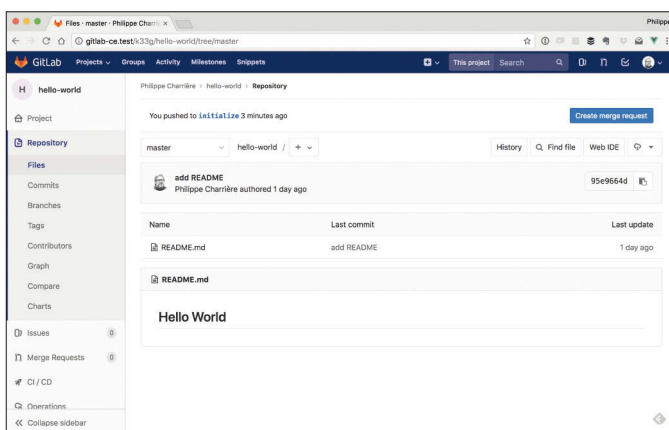 Files · master · Philippe Charri
Philippe
gitlab-ce.test/k33g/hello-world/tree/master
GitLab Projects Groups Activity Milestones Snippets This project Search
H hello-world
Project
Repository
Files
Commits
Branches
Tags
Contributors
Graph
Compare
Charts
Issues 0
Merge Requests 0
CI / CD
Operations
Collapse sidebar
Philippe Charrière > hello-world > Repository
You pushed to initialize 3 minutes ago Create merge request
master hello-world / + History Find file Web IDE
add README
Philippe Charrière authored 1 day ago
95e9664d
Name Last commit Last update
README.md add README 1 day ago
README.md
Hello World